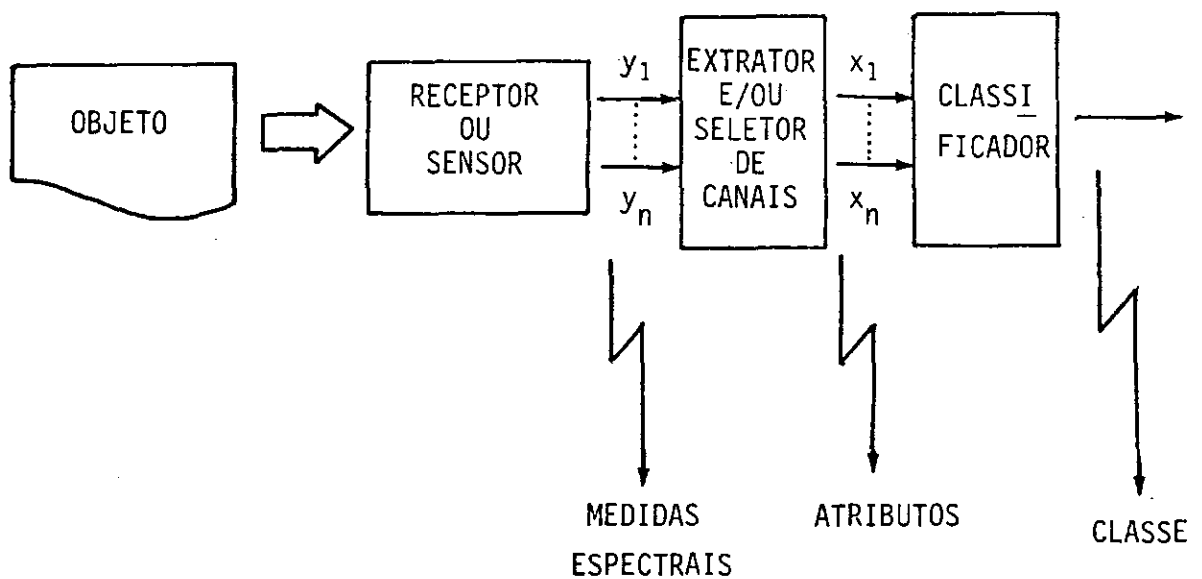 OBJETO
RECEPTOR
OU
SENSOR
y1
yn
EXTRATOR
E/OU
SELETOR
DE
CANAIS
x1
xn
CLASSI
FICADOR
MEDIDAS
ESPECTRAIS
ATRIBUTOS
CLASSE